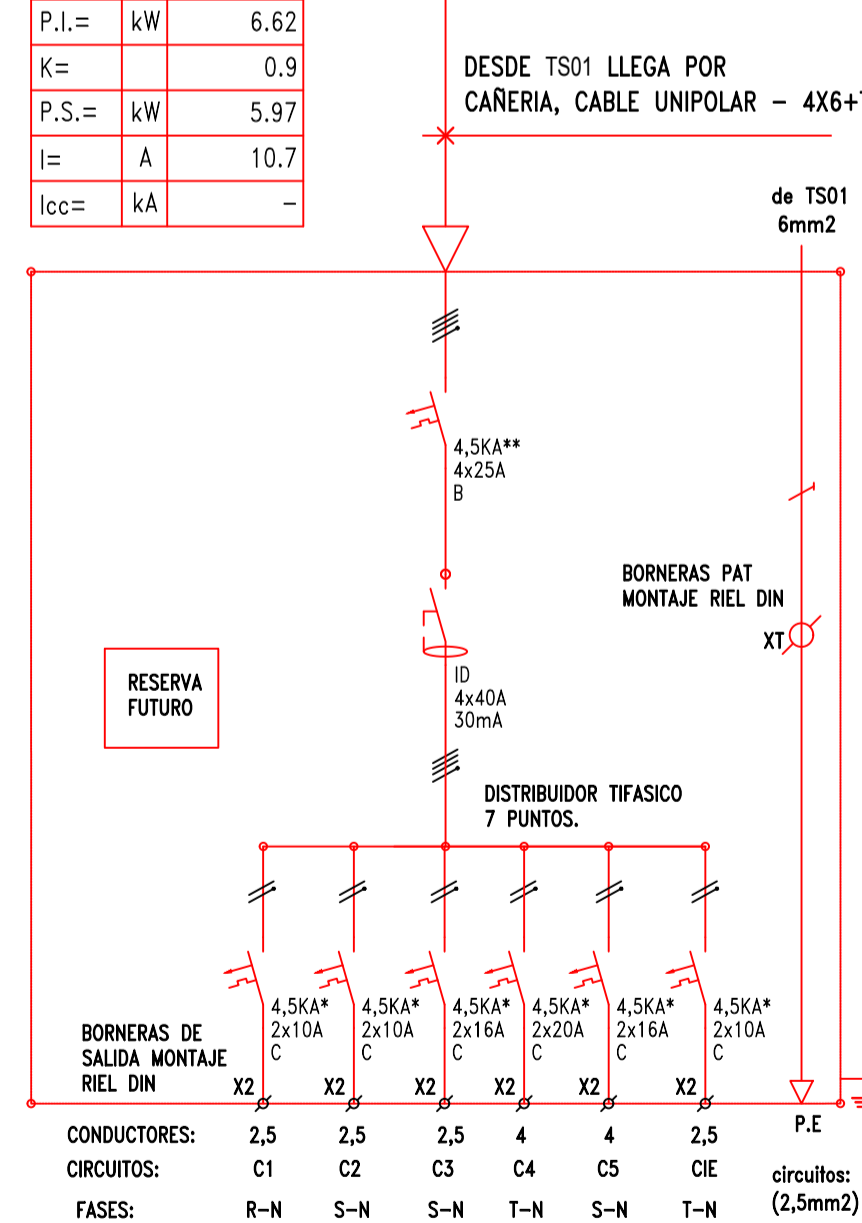 P.I.= kW 6.62
K= 0.9
P.S.= kW 5.97
I= A 10.7
Icc= kA –
DESDE TS01 LLEGA POR
CAÑERIA, CABLE UNIPOLAR – 4X6+
de TS01
6mm2
4,5KA**
4x25A
B
BORNERAS PAT
MONTAJE RIEL DIN
XT
ID
4x40A
30mA
RESERVA
FUTURO
DISTRIBUIDOR TIFASICO
7 PUNTOS.
4,5KA* 4,5KA* 4,5KA* 4,5KA* 4,5KA* 4,5KA*
2x10A 2x10A 2x16A 2x20A 2x16A 2x10A
C C C C C C
BORNERAS DE
SALIDA MONTAJE
RIEL DIN
X2 X2 X2 X2 X2 X2
P.E
CONDUCTORES: 2,5 2,5 2,5 4 4 2,5
CIRCUITOS: C1 C2 C3 C4 C5 CIE
FASES: R–N S–N S–N T–N S–N T–N
circuitos:
(2,5mm2)